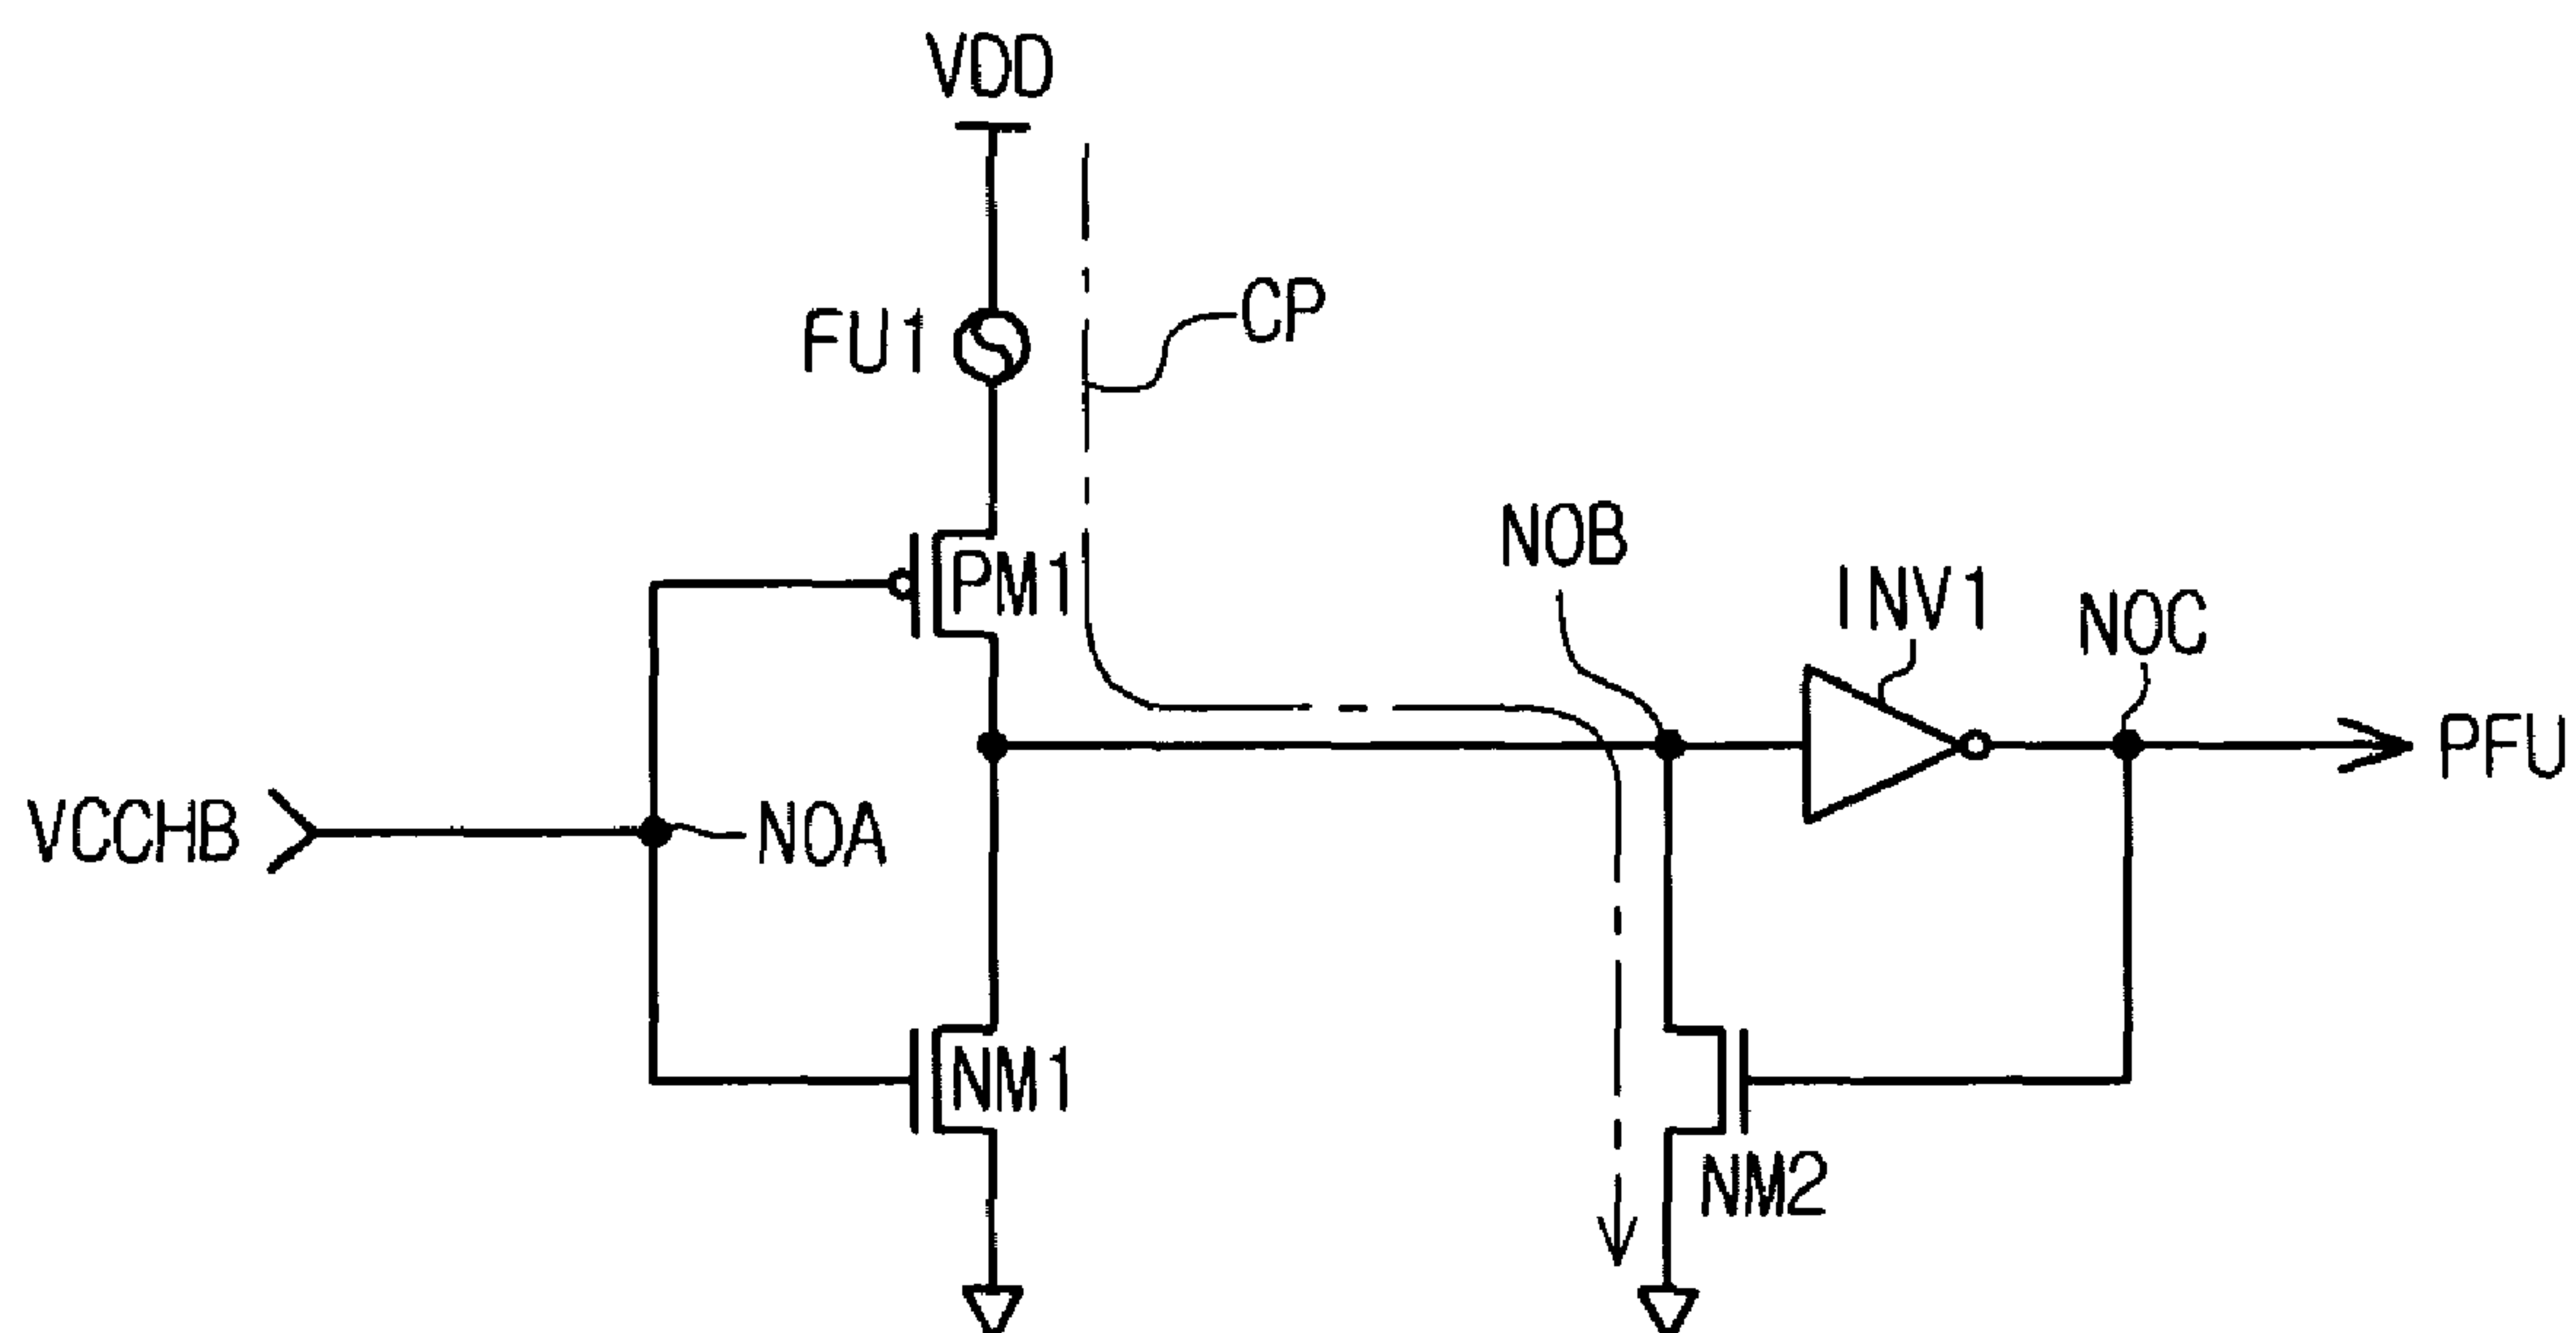 VDD
FU1
CP
PM1
NOB
INV1
NOC
PFU
VCCHB
NOA
NM1
NM2